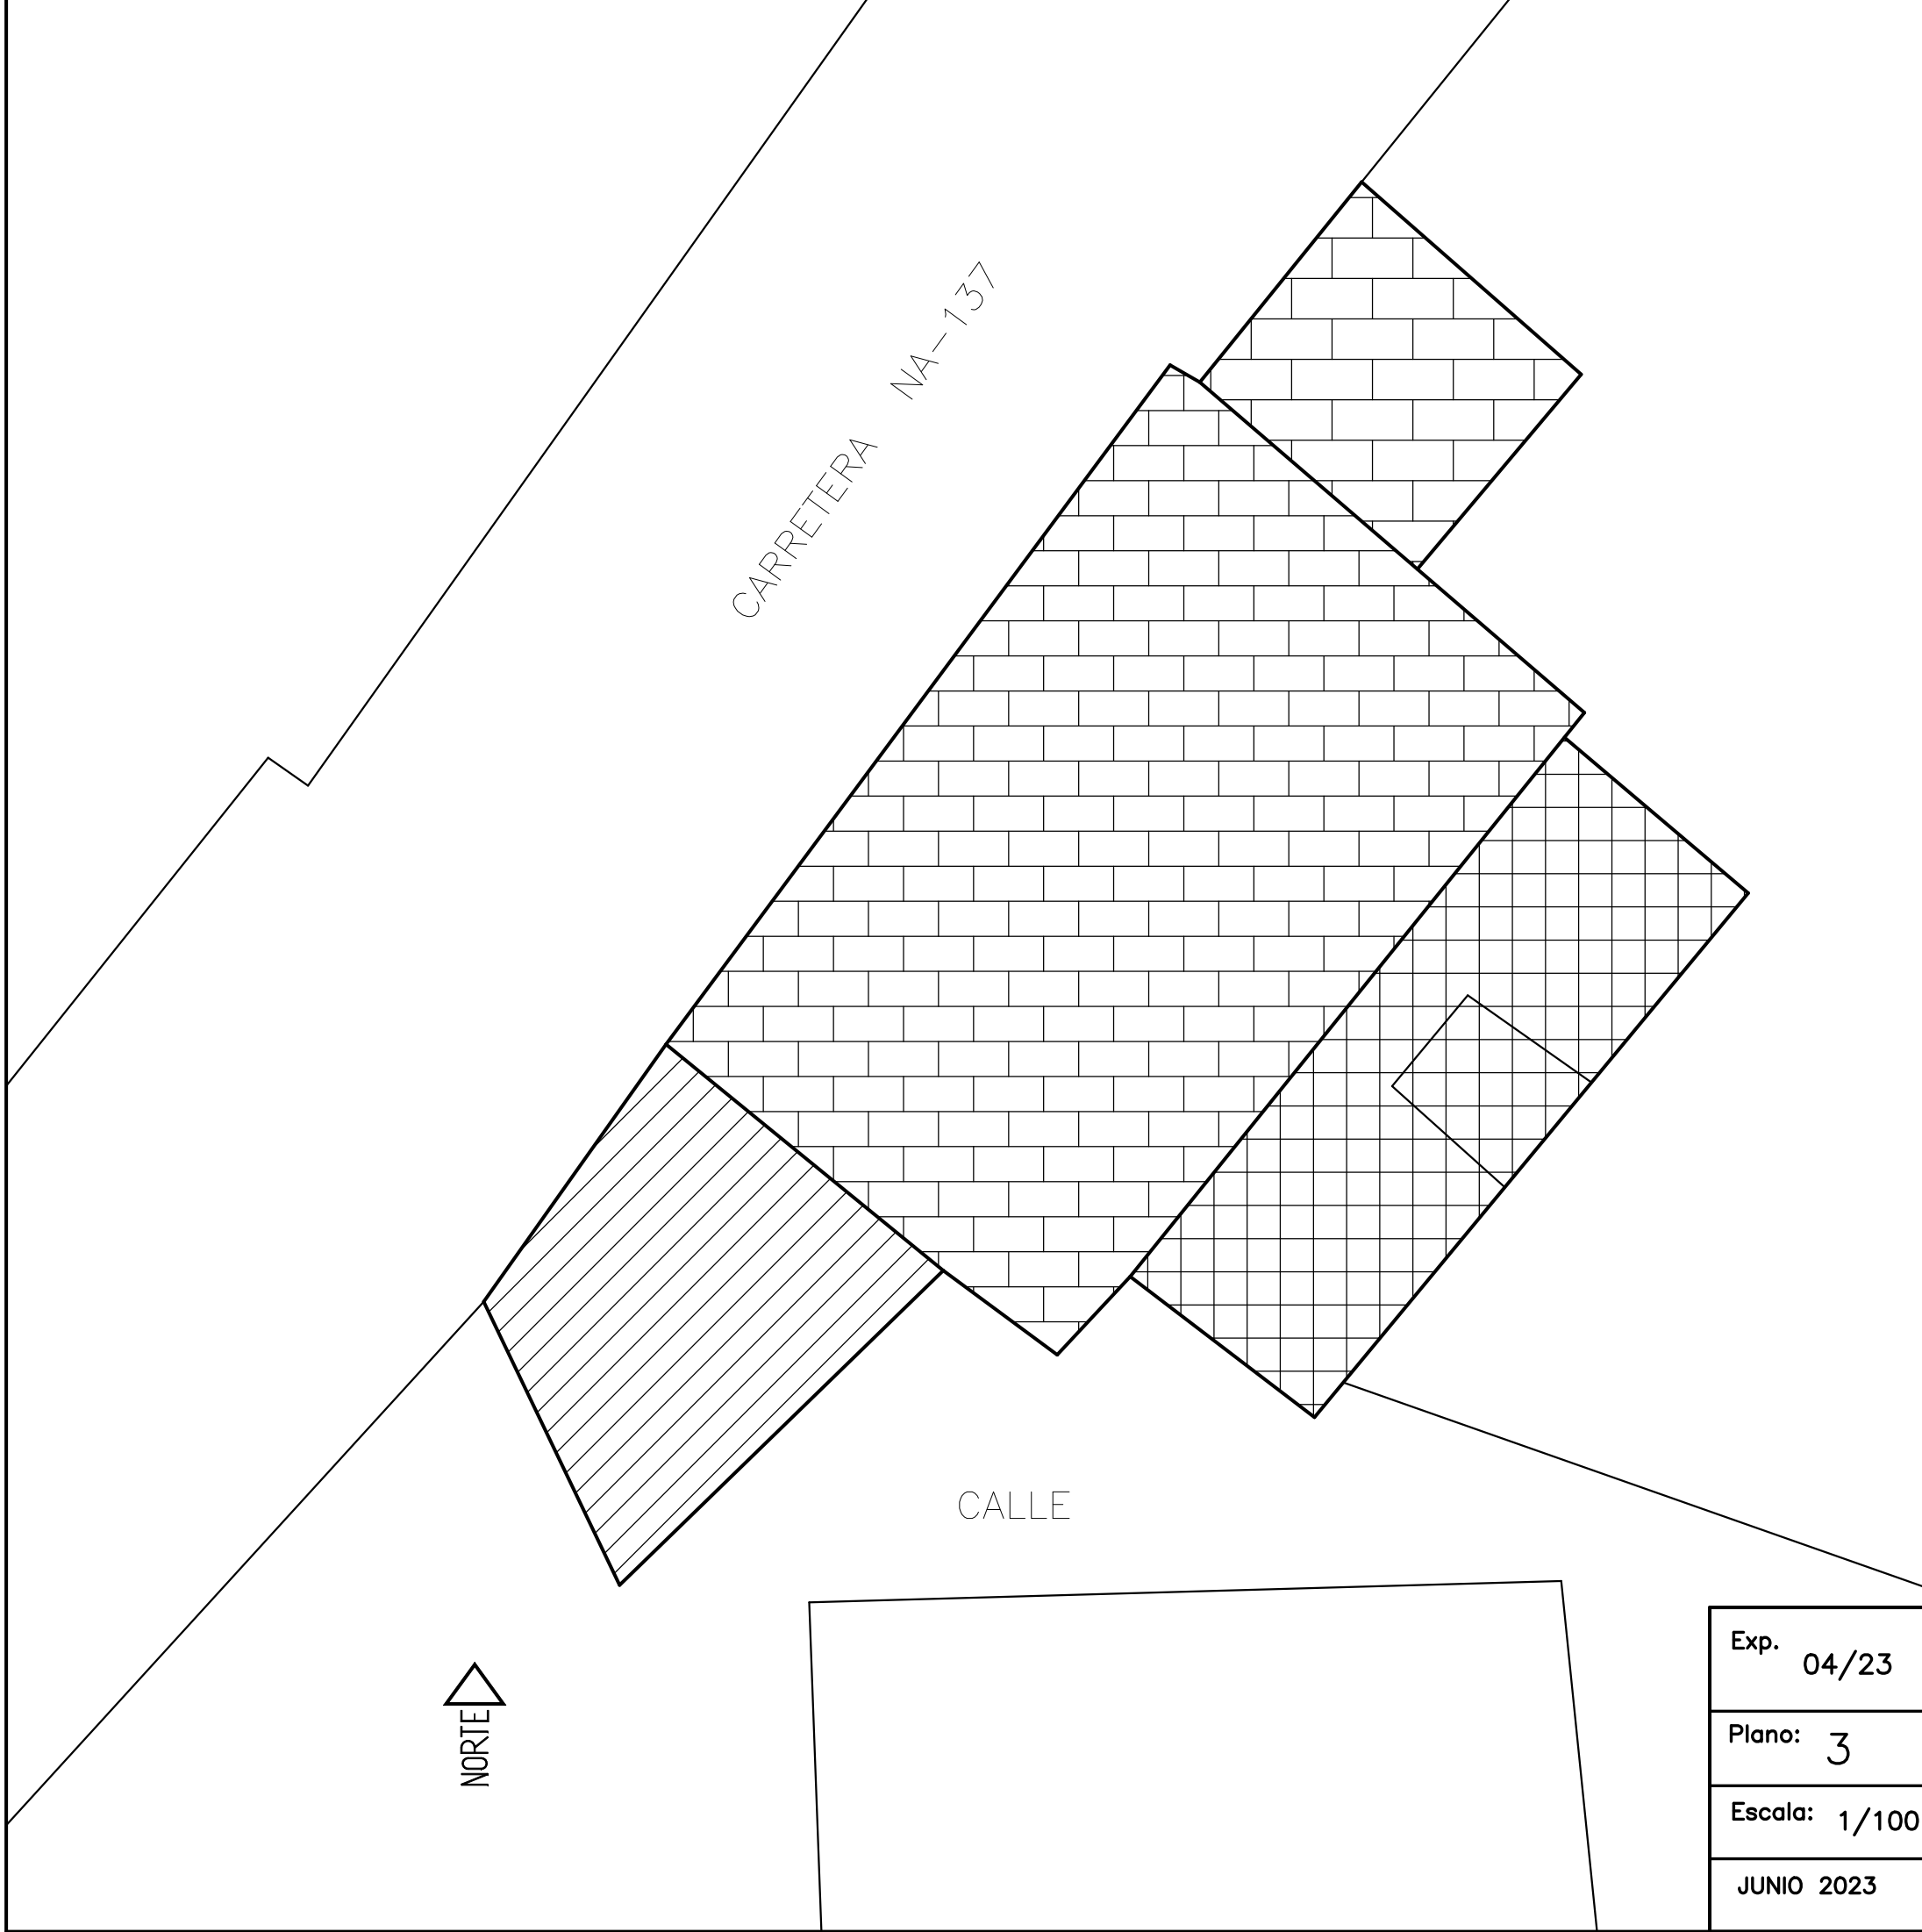 CARRETERA NA-137
CALLE
NORTE
Exp. 04/23
Plano: 3
Escala: 1/100
JUNIO 2023